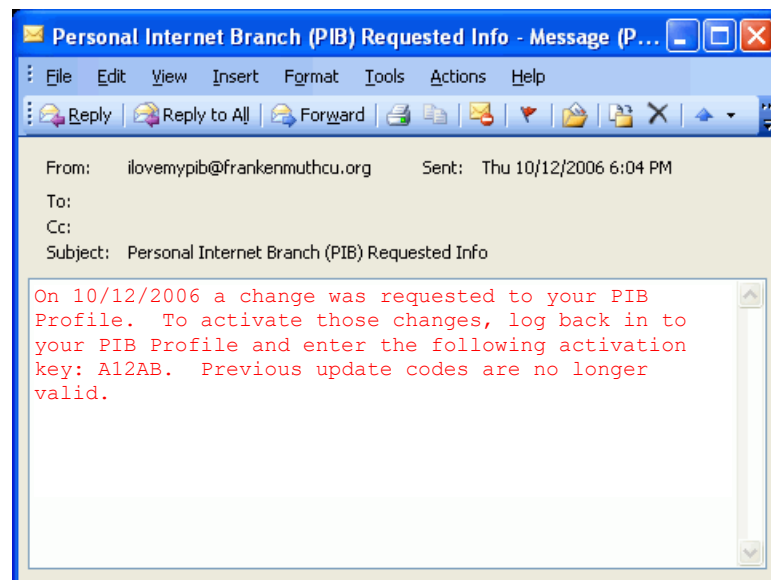 Personal Internet Branch (PIB) Requested Info - Message (P...
File Edit View Insert Format Tools Actions Help
Reply Reply to All Forward
From: ilovemypib@frankenmuthcu.org Sent: Thu 10/12/2006 6:04 PM
To:
Cc:
Subject: Personal Internet Branch (PIB) Requested Info
On 10/12/2006 a change was requested to your PIB
Profile. To activate those changes, log back in to
your PIB Profile and enter the following activation
key: A12AB. Previous update codes are no longer
valid.